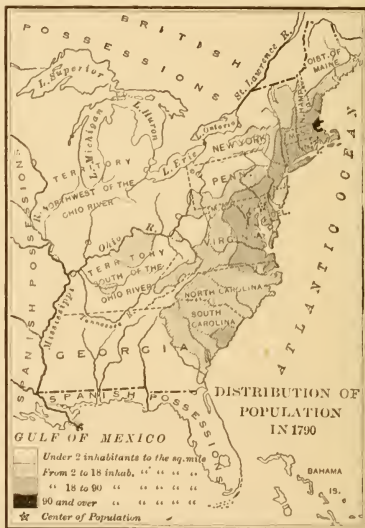 BRITISH
POSSESSIONS
L. Superior
St. Lawrence R.
DIST. OF
MAINE
L. Huron
L. Michigan
L. Ontario
L. Erie
NEW YORK
N. HAMP.
PENN.
DEL.
TERRITORY
NORTHWEST OF THE
OHIO RIVER
Ohio R.
VIRGINIA
TERRITORY
SOUTH OF THE
OHIO RIVER
Mississippi R.
Tennessee
NORTH CAROLINA
SOUTH
CAROLINA
GEORGIA
SPANISH POSSESSIONS
SPANISH POSSESSIONS
ATLANTIC OCEAN
DISTRIBUTION OF
POPULATION
IN 1790
GULF OF MEXICO
Under 2 inhabitants to the sq. mile
From 2 to 18 inhab. " " " "
" 18 to 90 " " " " "
90 and over " " " " "
Center of Population
BAHAMA
IS.